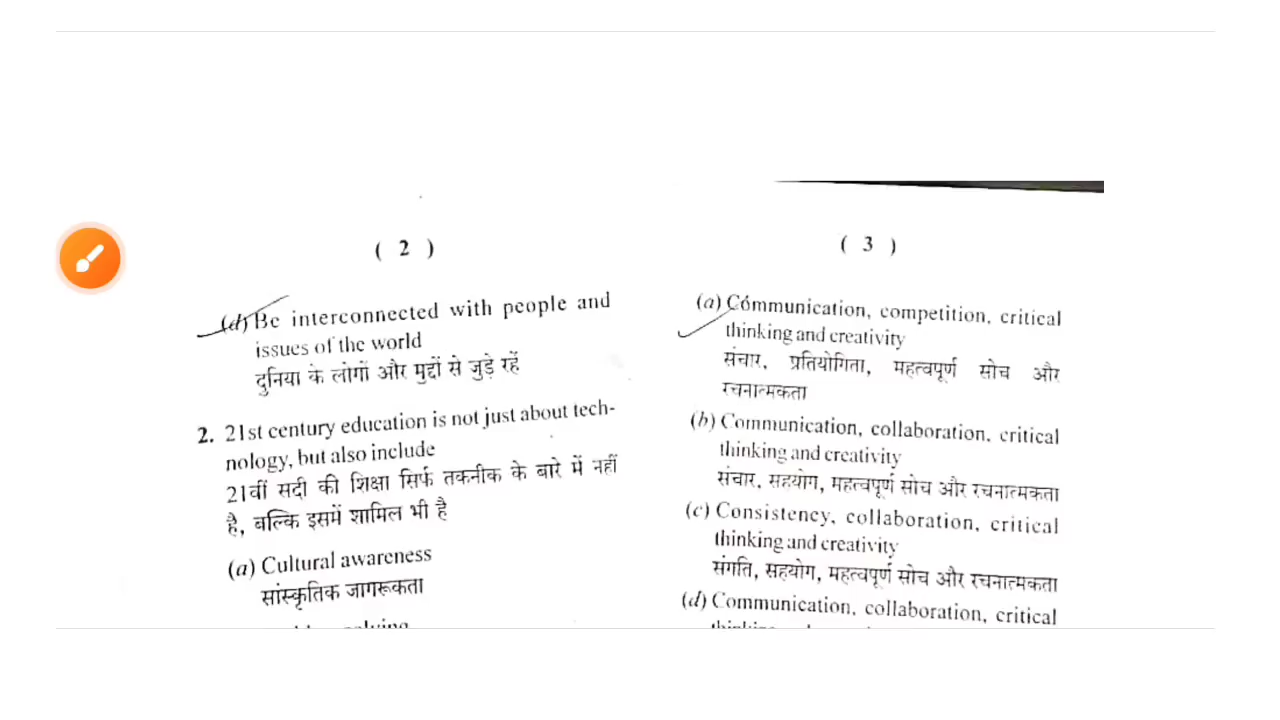 ( 2 )
(d) Be interconnected with people and
issues of the world
दुनिया के लोगों और मुद्दों से जुड़े रहें
2. 21st century education is not just about tech-
nology, but also include
21वीं सदी की शिक्षा सिर्फ तकनीक के बारे में नहीं
है, बल्कि इसमें शामिल भी है
(a) Cultural awareness
सांस्कृतिक जागरूकता
( 3 )
(a) Communication, competition, critical
thinking and creativity
संचार, प्रतियोगिता, महत्वपूर्ण सोच और
रचनात्मकता
(b) Communication, collaboration, critical
thinking and creativity
संचार, सहयोग, महत्वपूर्ण सोच और रचनात्मकता
(c) Consistency, collaboration, critical
thinking and creativity
संगति, सहयोग, महत्वपूर्ण सोच और रचनात्मकता
(d) Communication, collaboration, critical